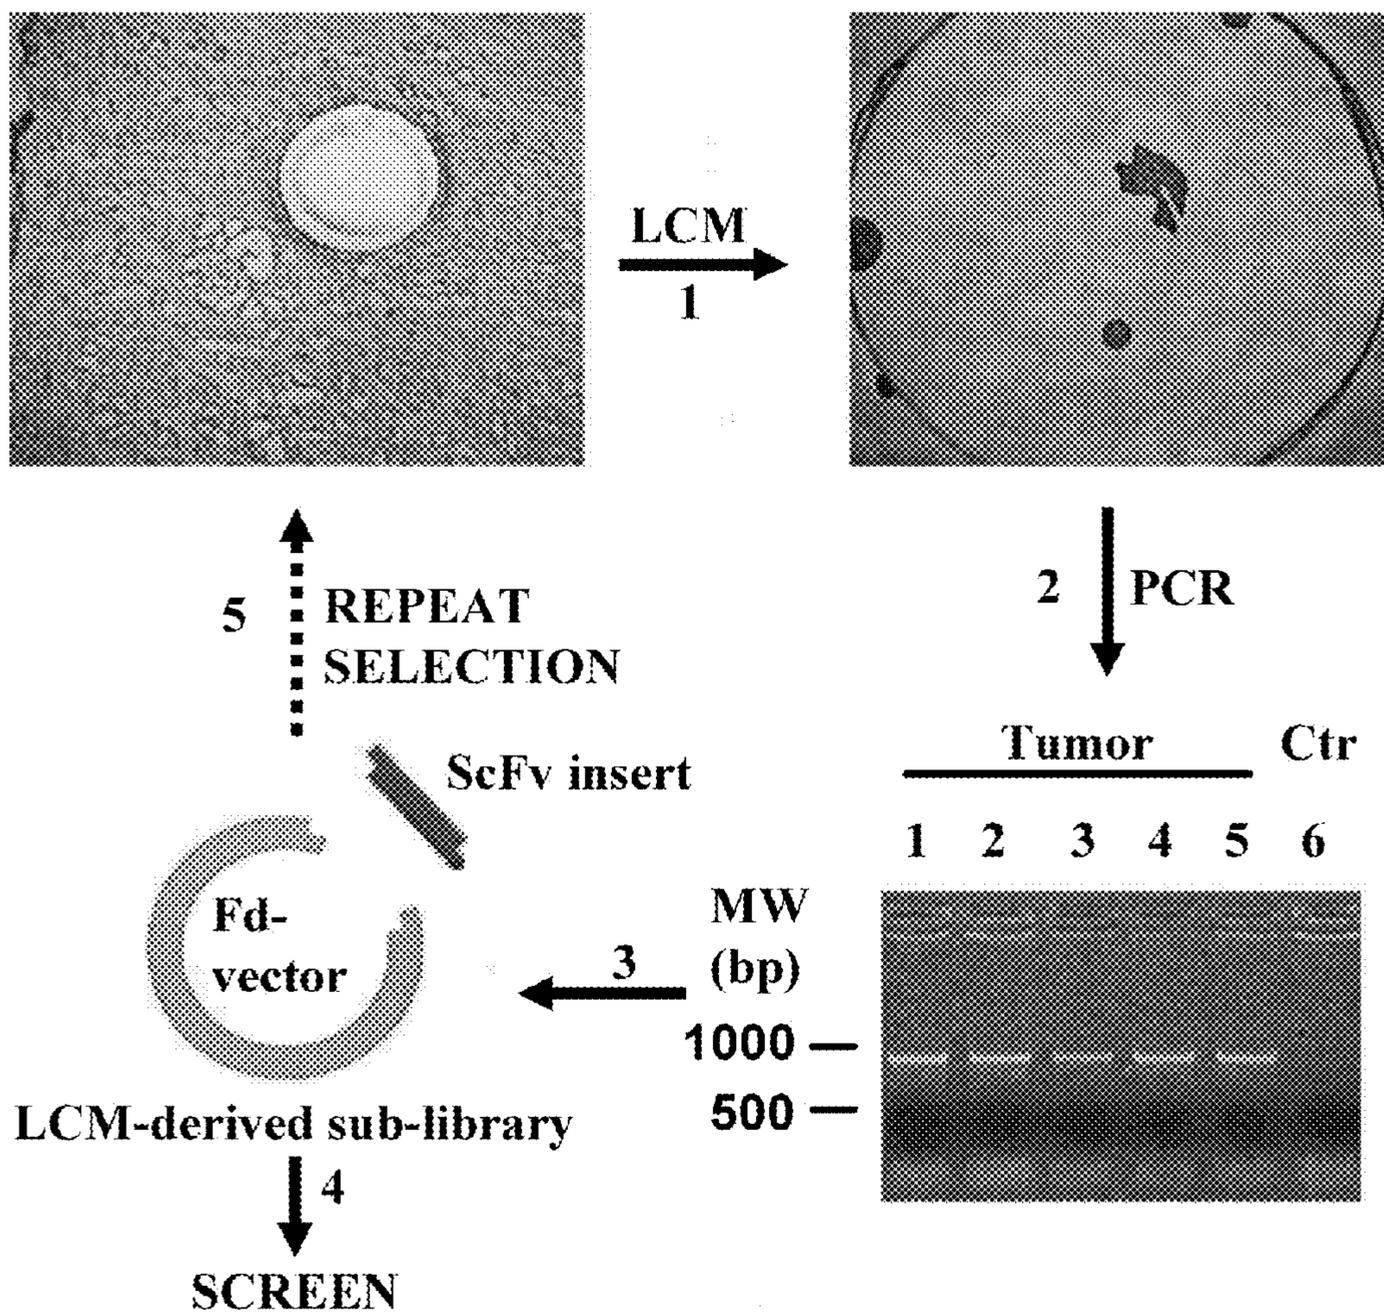 LCM
1
2
PCR
5
REPEAT
SELECTION
ScFv insert
Tumor
Ctr
1 2 3 4 5 6
Fd-
vector
MW
(bp)
3
1000
500
LCM-derived sub-library
4
SCREEN